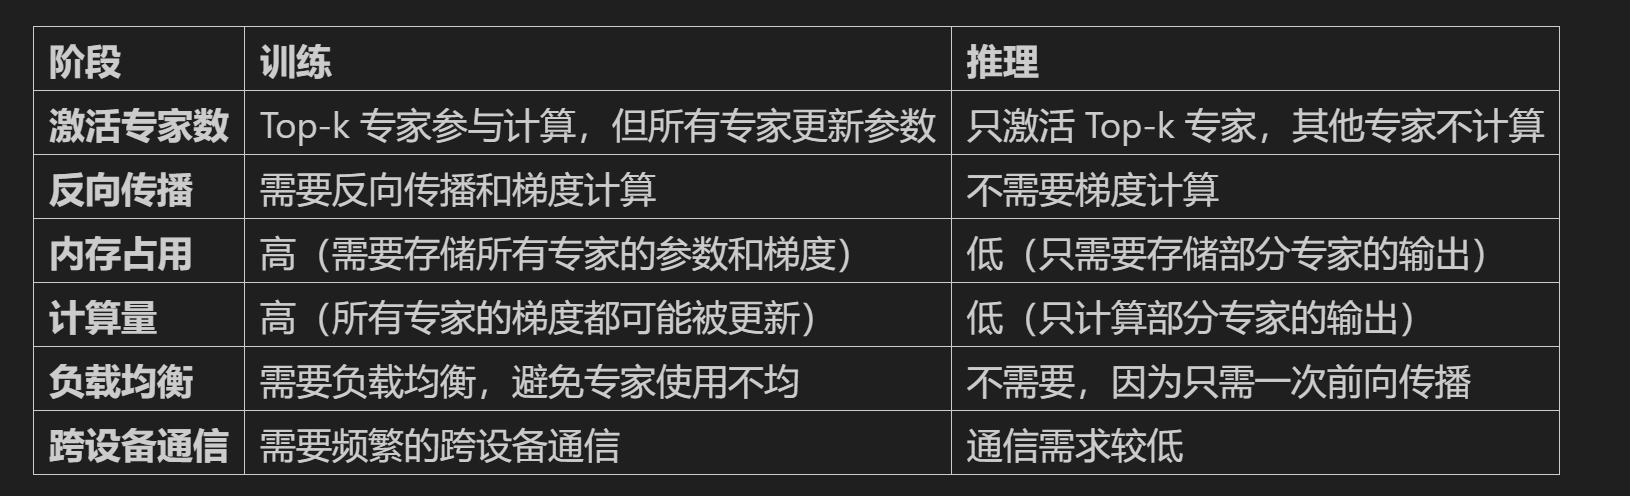 阶段 训练 推理
激活专家数 Top-k 专家参与计算，但所有专家更新参数 只激活 Top-k 专家，其他专家不计算
反向传播 需要反向传播和梯度计算 不需要梯度计算
内存占用 高（需要存储所有专家的参数和梯度） 低（只需要存储部分专家的输出）
计算量 高（所有专家的梯度都可能被更新） 低（只计算部分专家的输出）
负载均衡 需要负载均衡，避免专家使用不均 不需要，因为只需一次前向传播
跨设备通信 需要频繁的跨设备通信 通信需求较低